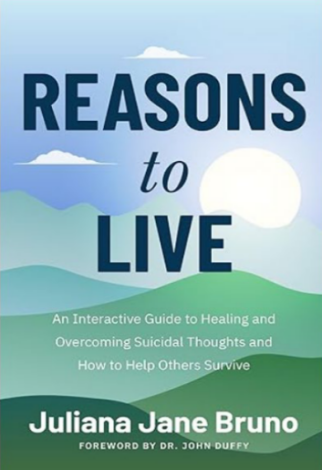 REASONS
to
LIVE
An Interactive Guide to Healing and
Overcoming Suicidal Thoughts and
How to Help Others Survive
Juliana Jane Bruno
FOREWORD BY DR. JOHN DUFFY